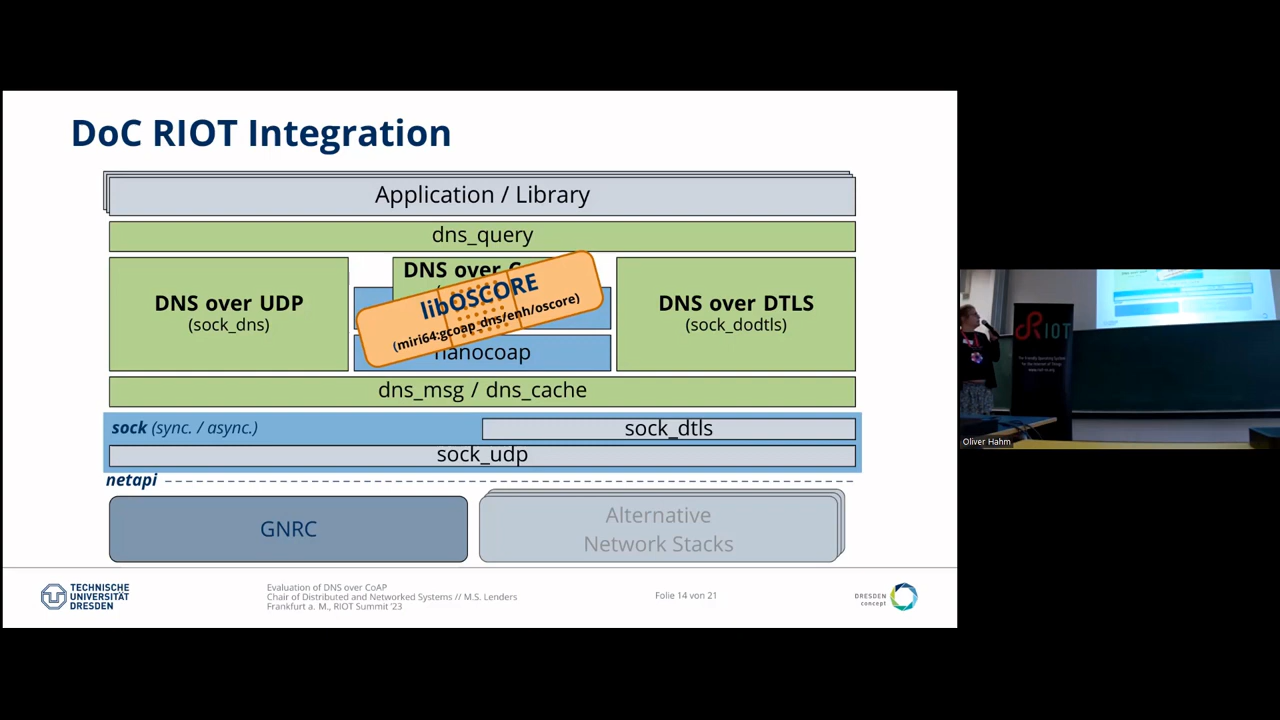 DoC RIOT Integration
Application / Library
dns_query
DNS over UDP
(sock_dns)
DNS over
libOSCORE
(miri64:gcoap_dns/enh/oscore)
nanocoap
DNS over DTLS
(sock_dodtls)
dns_msg / dns_cache
sock (sync. / async.)
sock_dtls
sock_udp
netapi
GNRC
Alternative
Network Stacks
TECHNISCHE
UNIVERSITÄT
DRESDEN
Evaluation of DNS over CoAP
Chair of Distributed and Networked Systems // M.S. Lenders
Frankfurt a. M., RIOT Summit '23
Folie 14 von 21
DRESDEN
concept
RIOT
Oliver Hahm